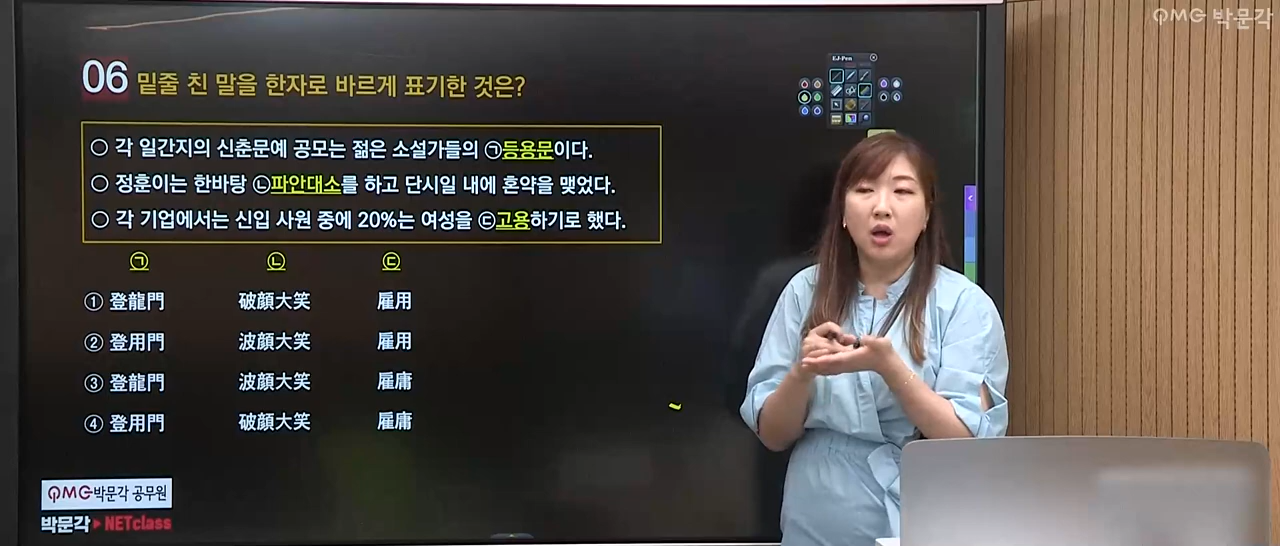 QMG 박문각
06 밑줄 친 말을 한자로 바르게 표기한 것은?
EJ-Pen
○ 각 일간지의 신춘문예 공모는 젊은 소설가들의 ㉠등용문이다.
○ 정훈이는 한바탕 ㉡파안대소를 하고 단시일 내에 혼약을 맺었다.
○ 각 기업에서는 신입 사원 중에 20%는 여성을 ㉢고용하기로 했다.
㉠ ㉡ ㉢
① 登龍門 破顔大笑 雇用
② 登用門 波顔大笑 雇用
③ 登龍門 波顔大笑 雇庸
④ 登用門 破顔大笑 雇庸
QMG박문각 공무원
박문각 NETclass